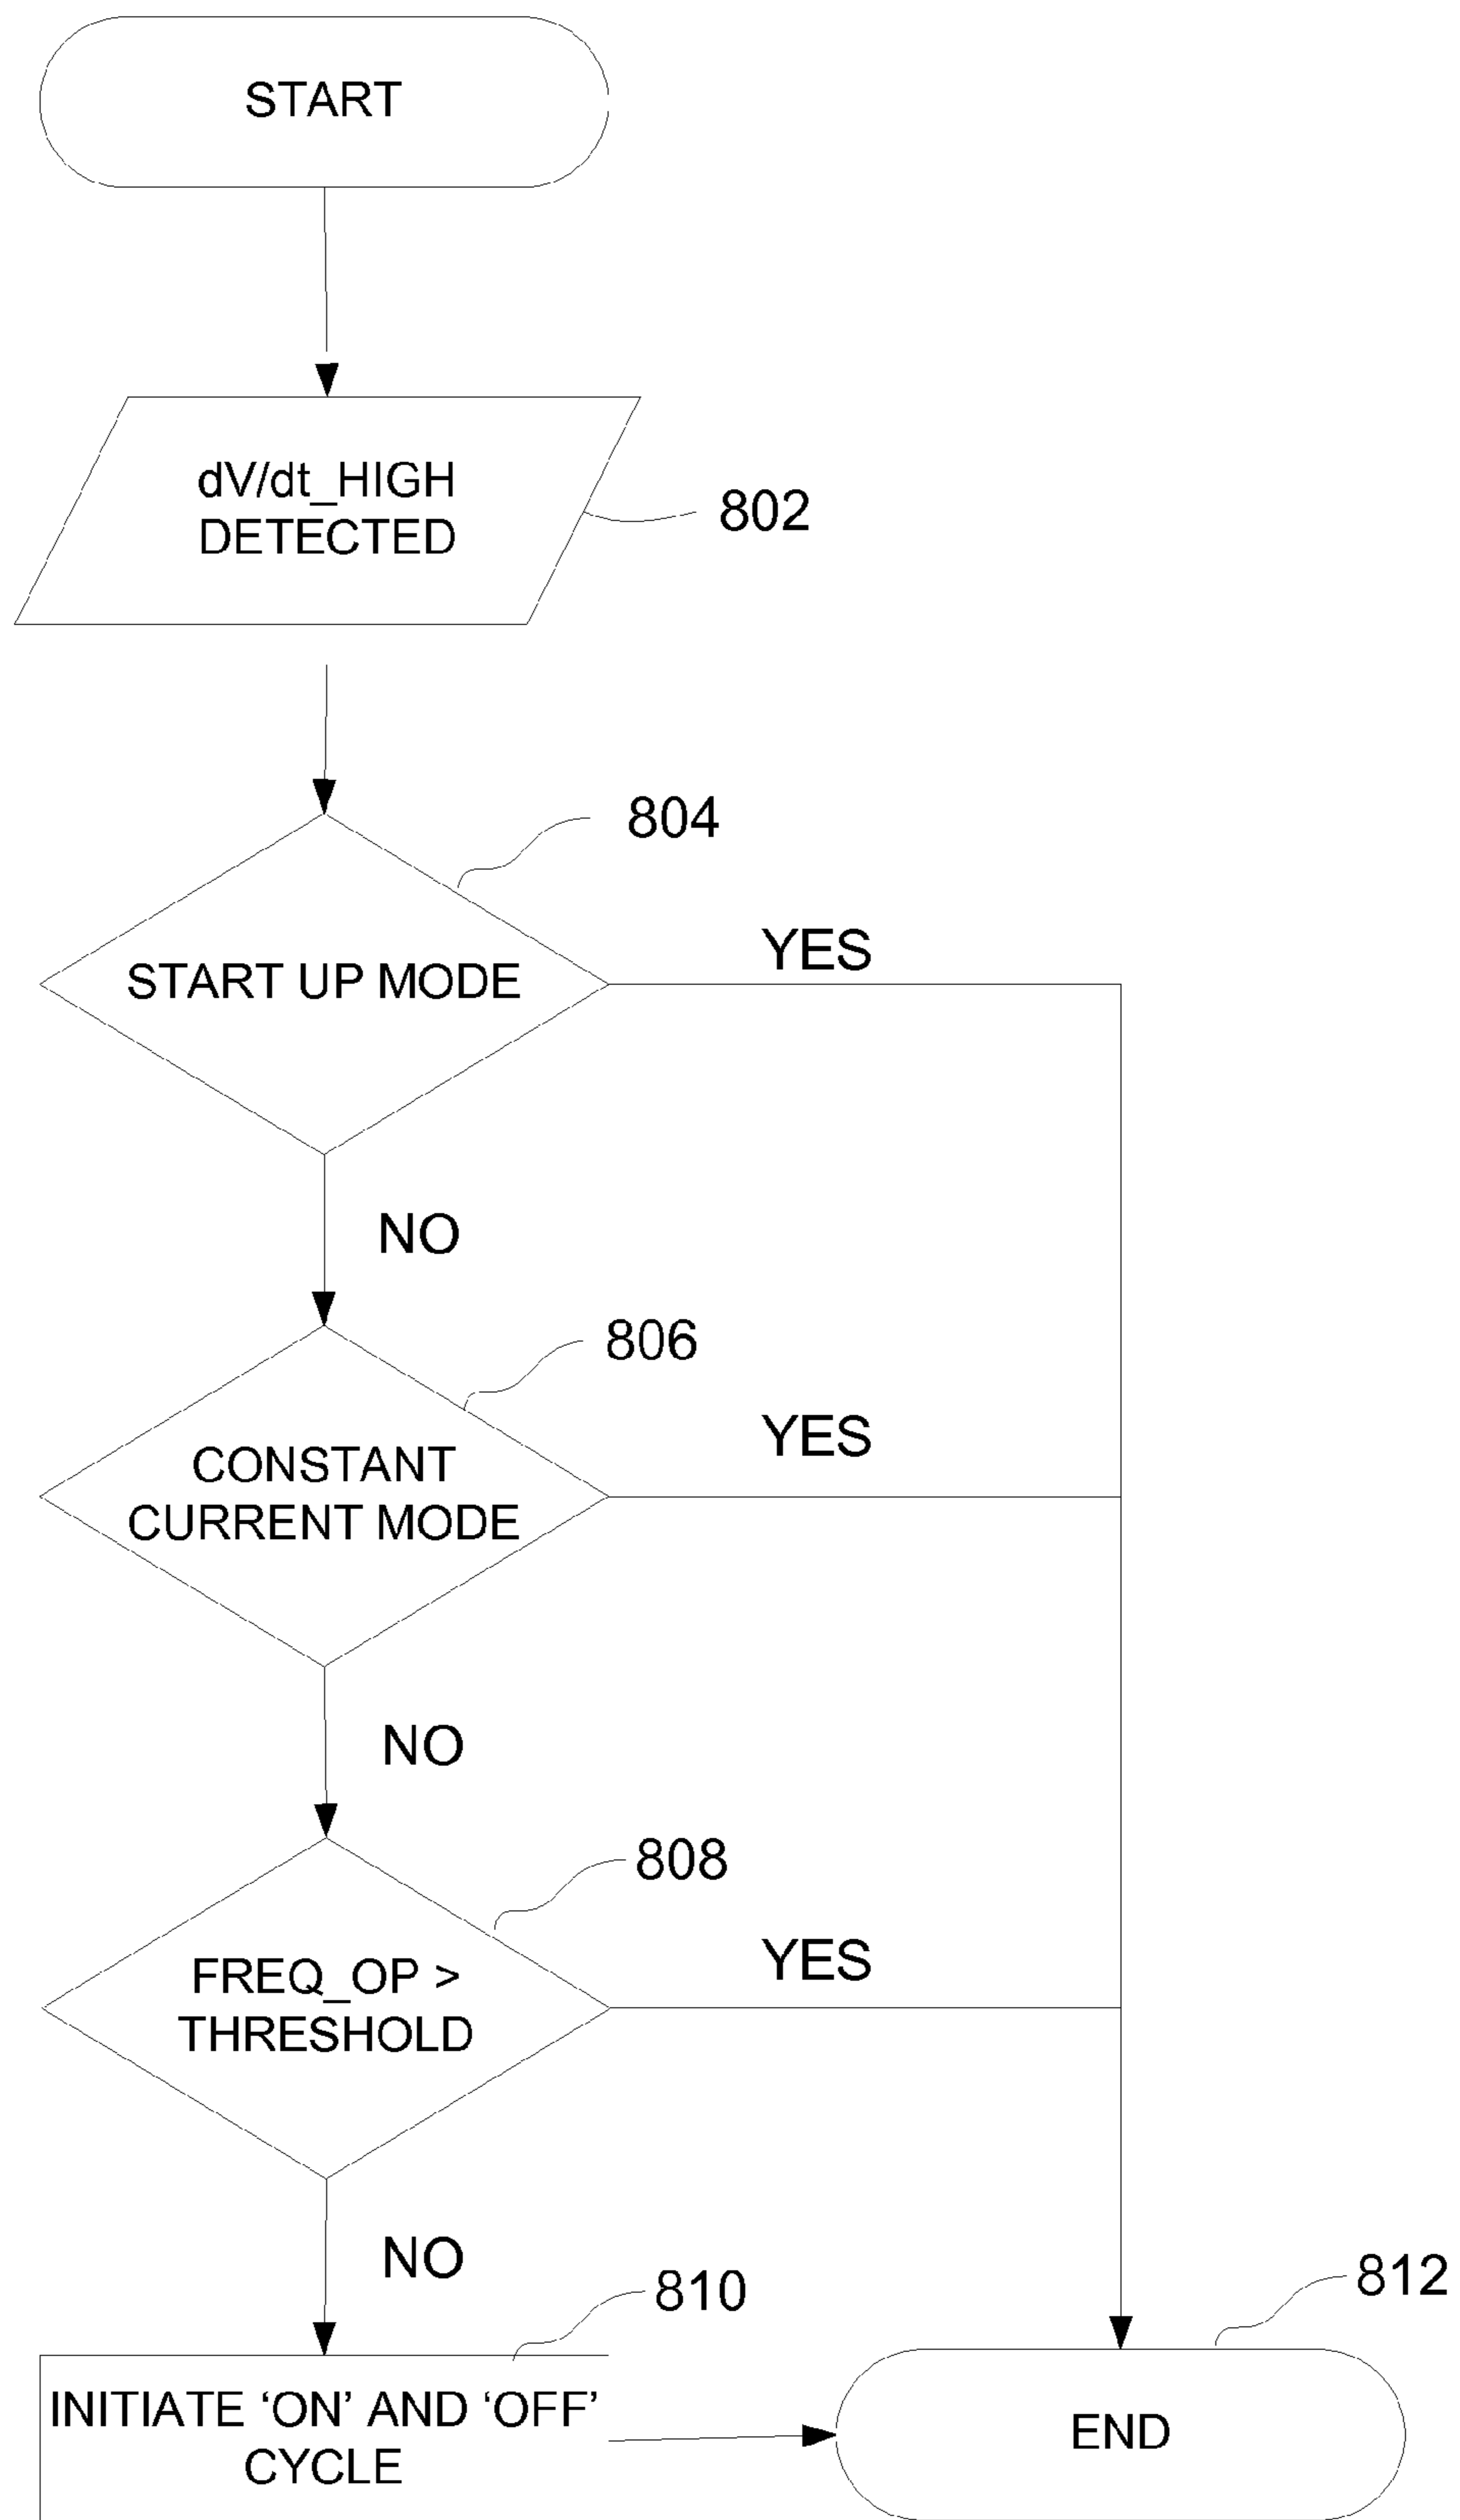 START
dV/dt_HIGH
DETECTED
802
804
START UP MODE
YES
NO
806
CONSTANT
CURRENT MODE
YES
NO
808
FREQ_OP >
THRESHOLD
YES
NO
810
812
INITIATE ‘ON’ AND ‘OFF’
CYCLE
END